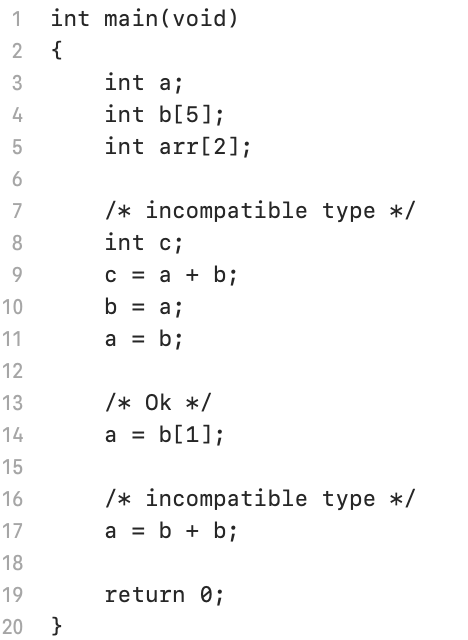 1 int main(void)
2 {
3     int a;
4     int b[5];
5     int arr[2];
6
7     /* incompatible type */
8     int c;
9     c = a + b;
10     b = a;
11     a = b;
12
13     /* Ok */
14     a = b[1];
15
16     /* incompatible type */
17     a = b + b;
18
19     return 0;
20 }